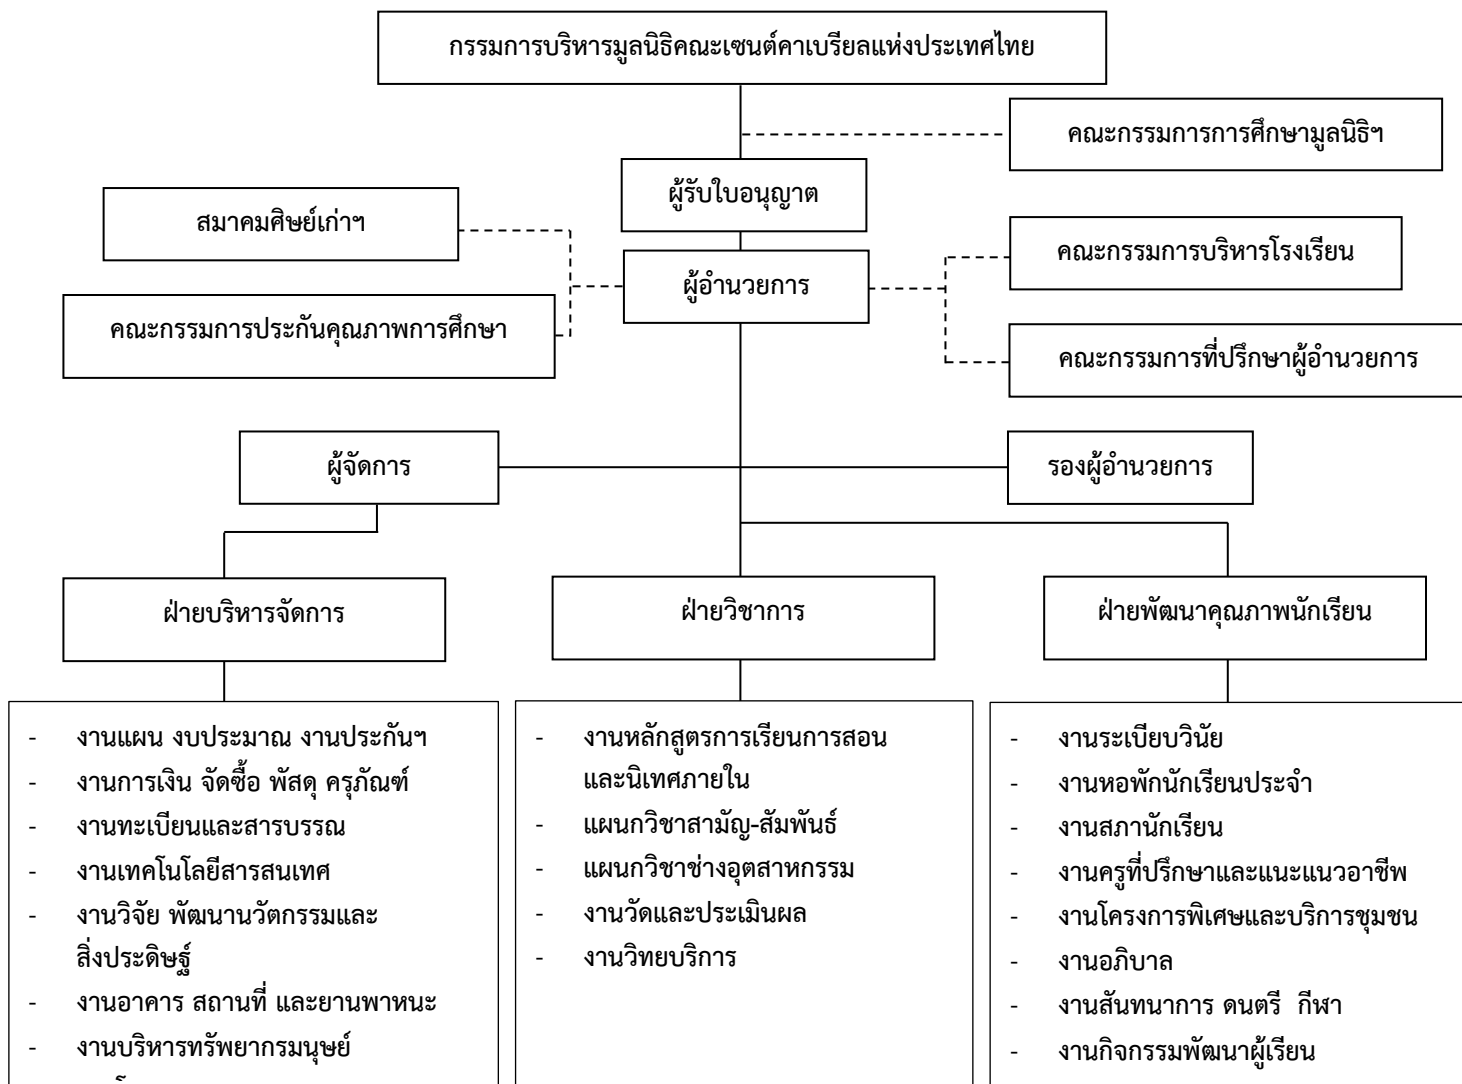 กรรมการบริหารมูลนิธิคณะเซนต์คาเบรียลแห่งประเทศไทย
คณะกรรมการการศึกษามูลนิธิฯ
ผู้รับใบอนุญาต
สมาคมศิษย์เก่าฯ
คณะกรรมการบริหารโรงเรียน
ผู้อำนวยการ
คณะกรรมการประกันคุณภาพการศึกษา
คณะกรรมการที่ปรึกษาผู้อำนวยการ
ผู้จัดการ
รองผู้อำนวยการ
ฝ่ายบริหารจัดการ
ฝ่ายวิชาการ
ฝ่ายพัฒนาคุณภาพนักเรียน
- งานแผน งบประมาณ งานประกันฯ
- งานการเงิน จัดซื้อ พัสดุ ครุภัณฑ์
- งานทะเบียนและสารบรรณ
- งานเทคโนโลยีสารสนเทศ
- งานวิจัย พัฒนานวัตกรรมและ
สิ่งประดิษฐ์
- งานอาคาร สถานที่ และยานพาหนะ
- งานบริหารทรัพยากรมนุษย์
- งานหลักสูตรการเรียนการสอน
และนิเทศภายใน
- แผนกวิชาสามัญ-สัมพันธ์
- แผนกวิชาช่างอุตสาหกรรม
- งานวัดและประเมินผล
- งานวิทยบริการ
- งานระเบียบวินัย
- งานหอพักนักเรียนประจำ
- งานสภานักเรียน
- งานครูที่ปรึกษาและแนะแนวอาชีพ
- งานโครงการพิเศษและบริการชุมชน
- งานอภิบาล
- งานสันทนาการ ดนตรี กีฬา
- งานกิจกรรมพัฒนาผู้เรียน